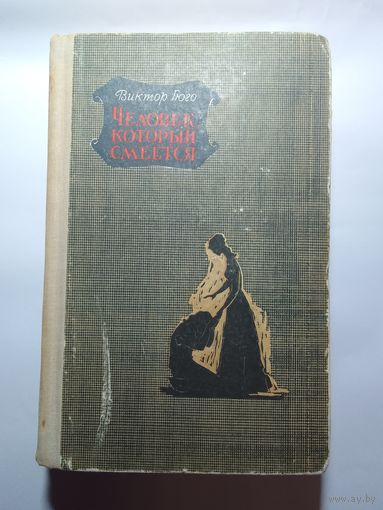 Виктор Гюго
Человек
который
смеется
www.ay.by